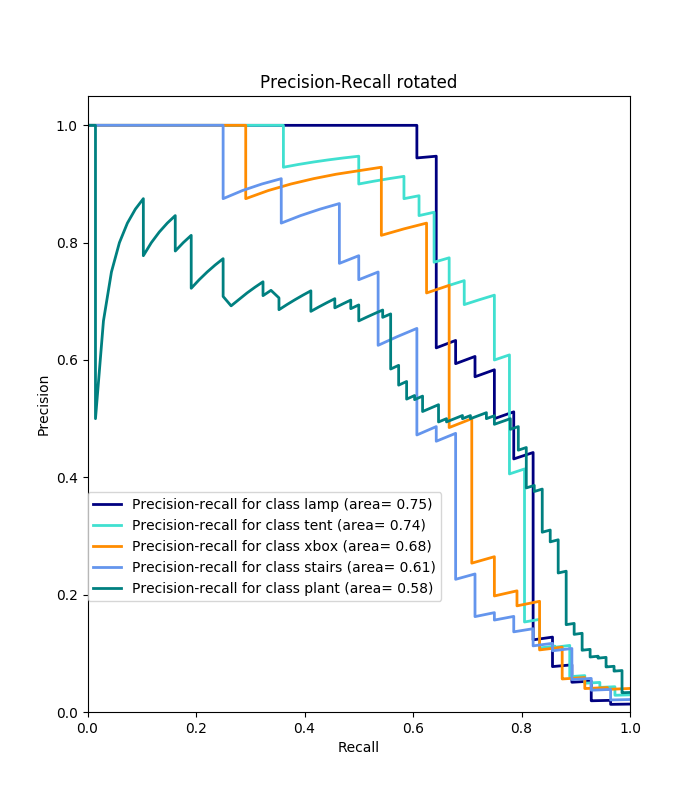 Precision-Recall rotated
1.0
0.8
0.6
0.4
0.2
0.0
Precision
Precision-recall for class lamp (area= 0.75)
Precision-recall for class tent (area= 0.74)
Precision-recall for class xbox (area= 0.68)
Precision-recall for class stairs (area= 0.61)
Precision-recall for class plant (area= 0.58)
0.0 0.2 0.4 0.6 0.8 1.0
Recall